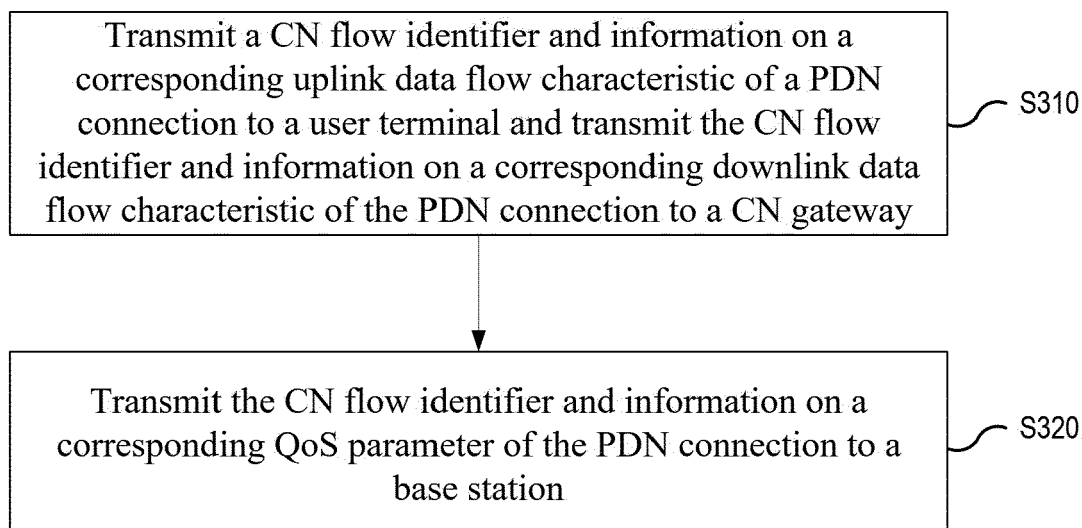 Transmit a CN flow identifier and information on a
corresponding uplink data flow characteristic of a PDN
connection to a user terminal and transmit the CN flow
identifier and information on a corresponding downlink data
flow characteristic of the PDN connection to a CN gateway
S310
Transmit the CN flow identifier and information on a
corresponding QoS parameter of the PDN connection to a
base station
S320